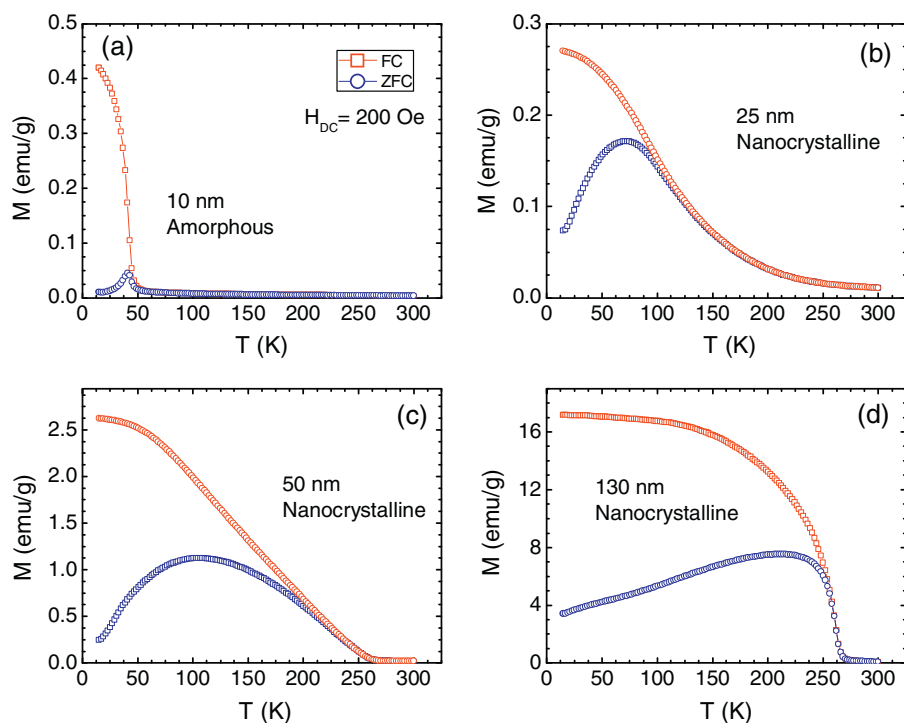 (a)
FC
ZFC
H_DC= 200 Oe
10 nm
Amorphous
M (emu/g)
0.5
0.4
0.3
0.2
0.1
0.0
0 50 100 150 200 250 300
T (K)
(b)
25 nm
Nanocrystalline
M (emu/g)
0.3
0.2
0.1
0.0
0 50 100 150 200 250 300
T (K)
(c)
50 nm
Nanocrystalline
M (emu/g)
2.5
2.0
1.5
1.0
0.5
0.0
0 50 100 150 200 250 300
T (K)
(d)
130 nm
Nanocrystalline
M (emu/g)
16
12
8
4
0
0 50 100 150 200 250 300
T (K)